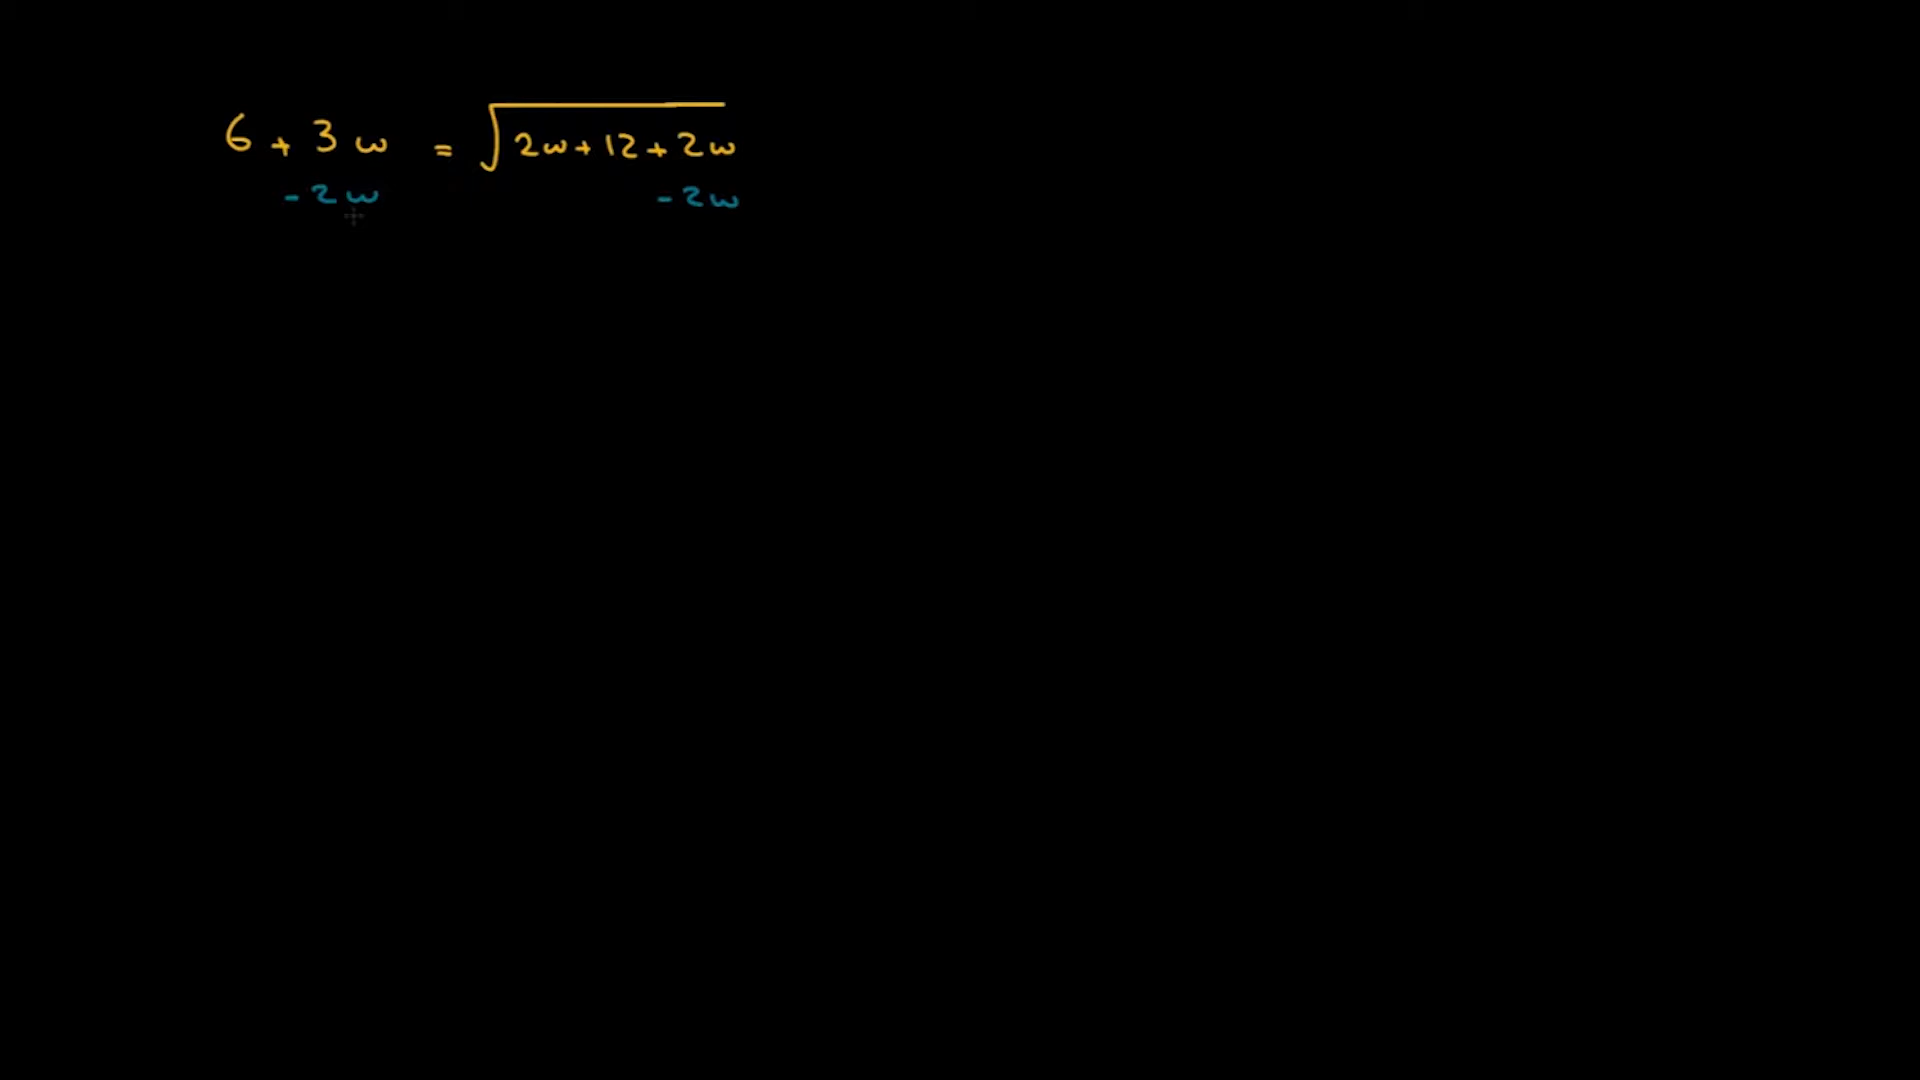 6 + 3w = √2w + 12 + 2w
- 2w - 2w